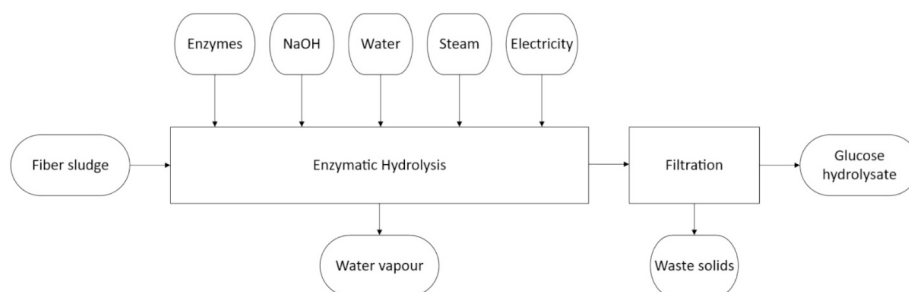 Enzymes
NaOH
Water
Steam
Electricity
Fiber sludge
Enzymatic Hydrolysis
Filtration
Glucose
hydrolysate
Water vapour
Waste solids